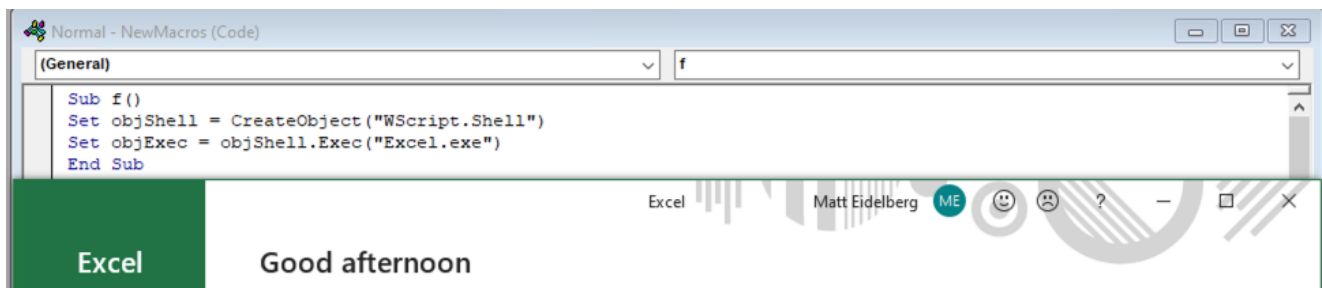 Normal - NewMacros (Code)
(General) f
Sub f()
Set objShell = CreateObject("WScript.Shell")
Set objExec = objShell.Exec("Excel.exe")
End Sub
Excel Matt Eidelberg ME ?
Excel Good afternoon